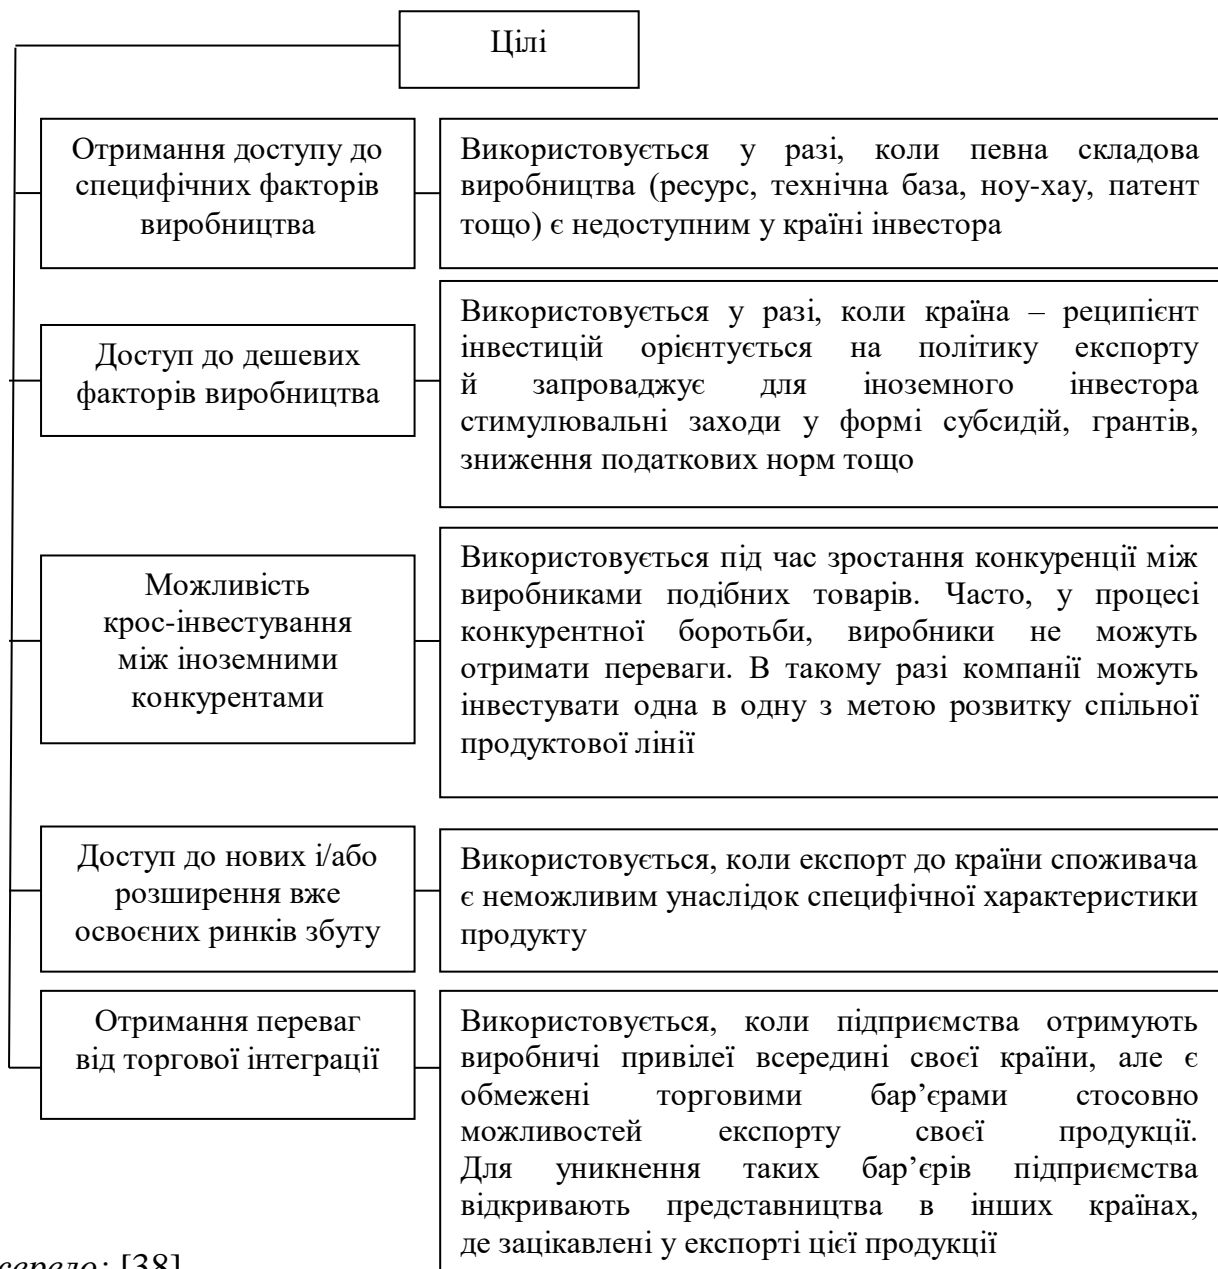 Цілі
Отримання доступу до
специфічних факторів
виробництва
Використовується у разі, коли певна складова
виробництва (ресурс, технічна база, ноу-хау, патент
тощо) є недоступним у країні інвестора
Доступ до дешевих
факторів виробництва
Використовується у разі, коли країна – реципієнт
інвестицій орієнтується на політику експорту
й запроваджує для іноземного інвестора
стимулювальні заходи у формі субсидій, грантів,
зниження податкових норм тощо
Можливість
крос-інвестування
між іноземними
конкурентами
Використовується під час зростання конкуренції між
виробниками подібних товарів. Часто, у процесі
конкурентної боротьби, виробники не можуть
отримати переваги. В такому разі компанії можуть
інвестувати одна в одну з метою розвитку спільної
продуктової лінії
Доступ до нових і/або
розширення вже
освоєних ринків збуту
Використовується, коли експорт до країни споживача
є неможливим унаслідок специфічної характеристики
продукту
Отримання переваг
від торгової інтеграції
Використовується, коли підприємства отримують
виробничі привілеї всередині своєї країни, але є
обмежені торговими бар’єрами стосовно
можливостей експорту своєї продукції.
Для уникнення таких бар’єрів підприємства
відкривають представництва в інших країнах,
де зацікавлені у експорті цієї продукції
[38]